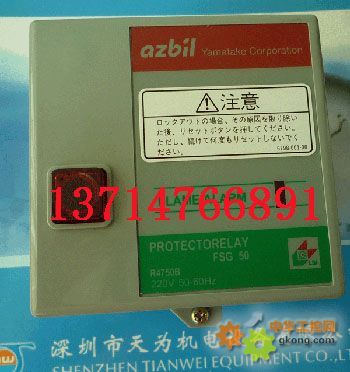 azbil
Yamatake Corporation
注意
ロックアウトの場合、その原因を取り除い
た後、リセットボタンを押してください。
ただし、続けて何度もリセットしないでく
ださい。
13714766891
PROTECTORELAY
FSG 50
R4750B
220V 50-60Hz
深圳市天为机电
TIANWEI EQUIPMENT
gkong.com